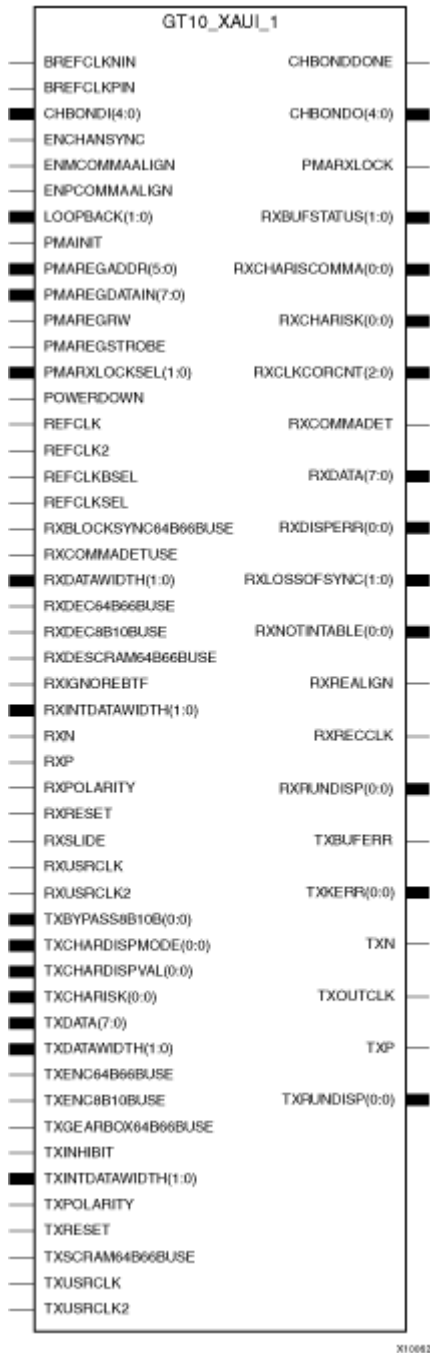 GT10_XAUI_1
BREFCLKNIN CHBONDDONE
BREFCLKPIN
CHBONDI(4:0) CHBONDO(4:0)
ENCHANSYNC
ENMCOMMAALIGN PMARXLOCK
ENPCOMMAALIGN
LOOPBACK(1:0) RXBUFSTATUS(1:0)
PMAINIT
PMAREGADDR(5:0) RXCHARISCOMMA(0:0)
PMAREGDATAIN(7:0)
PMAREGRW RXCHARISK(0:0)
PMAREGSTROBE
PMARXLOCKSEL(1:0) RXCLKCORCNT(2:0)
POWERDOWN
REFCLK RXCOMMADET
REFCLK2
REFCLKBSEL RXDATA(7:0)
REFCLKSEL
RXBLOCKSYNC64B66BUSE RXDISPERR(0:0)
RXCOMMADETUSE
RXDATAWIDTH(1:0) RXLOSSOFSYNC(1:0)
RXDEC64B66BUSE
RXDEC8B10BUSE RXNOTINTABLE(0:0)
RXDESCRAM64B66BUSE
RXIGNOREBTF RXREALIGN
RXINTDATAWIDTH(1:0)
RXN RXRECCLK
RXP
RXPOLARITY RXRUNDISP(0:0)
RXRESET
RXSLIDE TXBUFERR
RXUSRCLK
RXUSRCLK2 TXKERR(0:0)
TXBYPASS8B10B(0:0)
TXCHARDISPMODE(0:0) TXN
TXCHARDISPVAL(0:0)
TXCHARISK(0:0) TXOUTCLK
TXDATA(7:0)
TXDATAWIDTH(1:0) TXP
TXENC64B66BUSE
TXENC8B10BUSE TXRUNDISP(0:0)
TXGEARBOX64B66BUSE
TXINHIBIT
TXINTDATAWIDTH(1:0)
TXPOLARITY
TXRESET
TXSCRAM64B66BUSE
TXUSRCLK
TXUSRCLK2